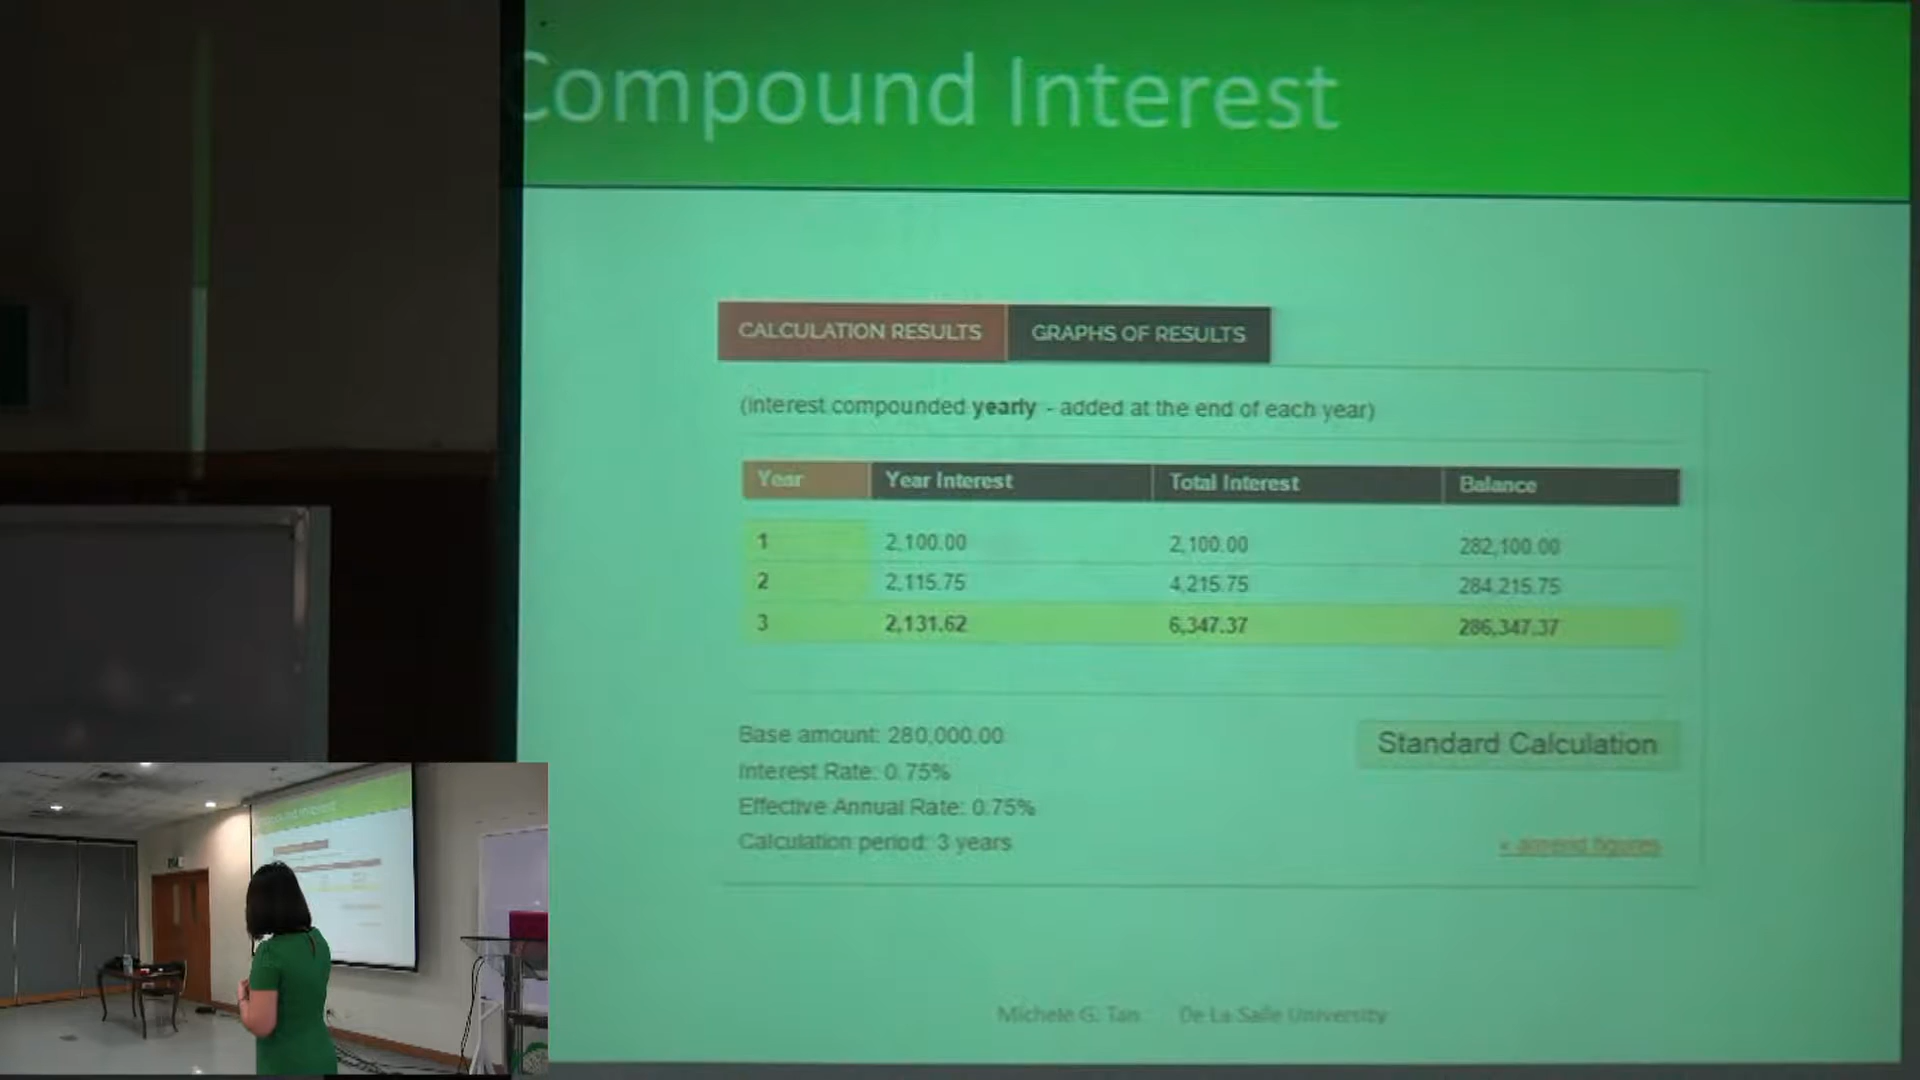 Compound Interest
CALCULATION RESULTS GRAPHS OF RESULTS
(interest compounded yearly - added at the end of each year)
Year Year Interest Total Interest Balance
1 2,100.00 2,100.00 282,100.00
2 2,115.75 4,215.75 284,215.75
3 2,131.62 6,347.37 286,347.37
Base amount: 280,000.00
Standard Calculation
Interest Rate: 0.75%
Effective Annual Rate: 0.75%
Calculation period: 3 years
« append figures
Michele G. Tan De La Salle University